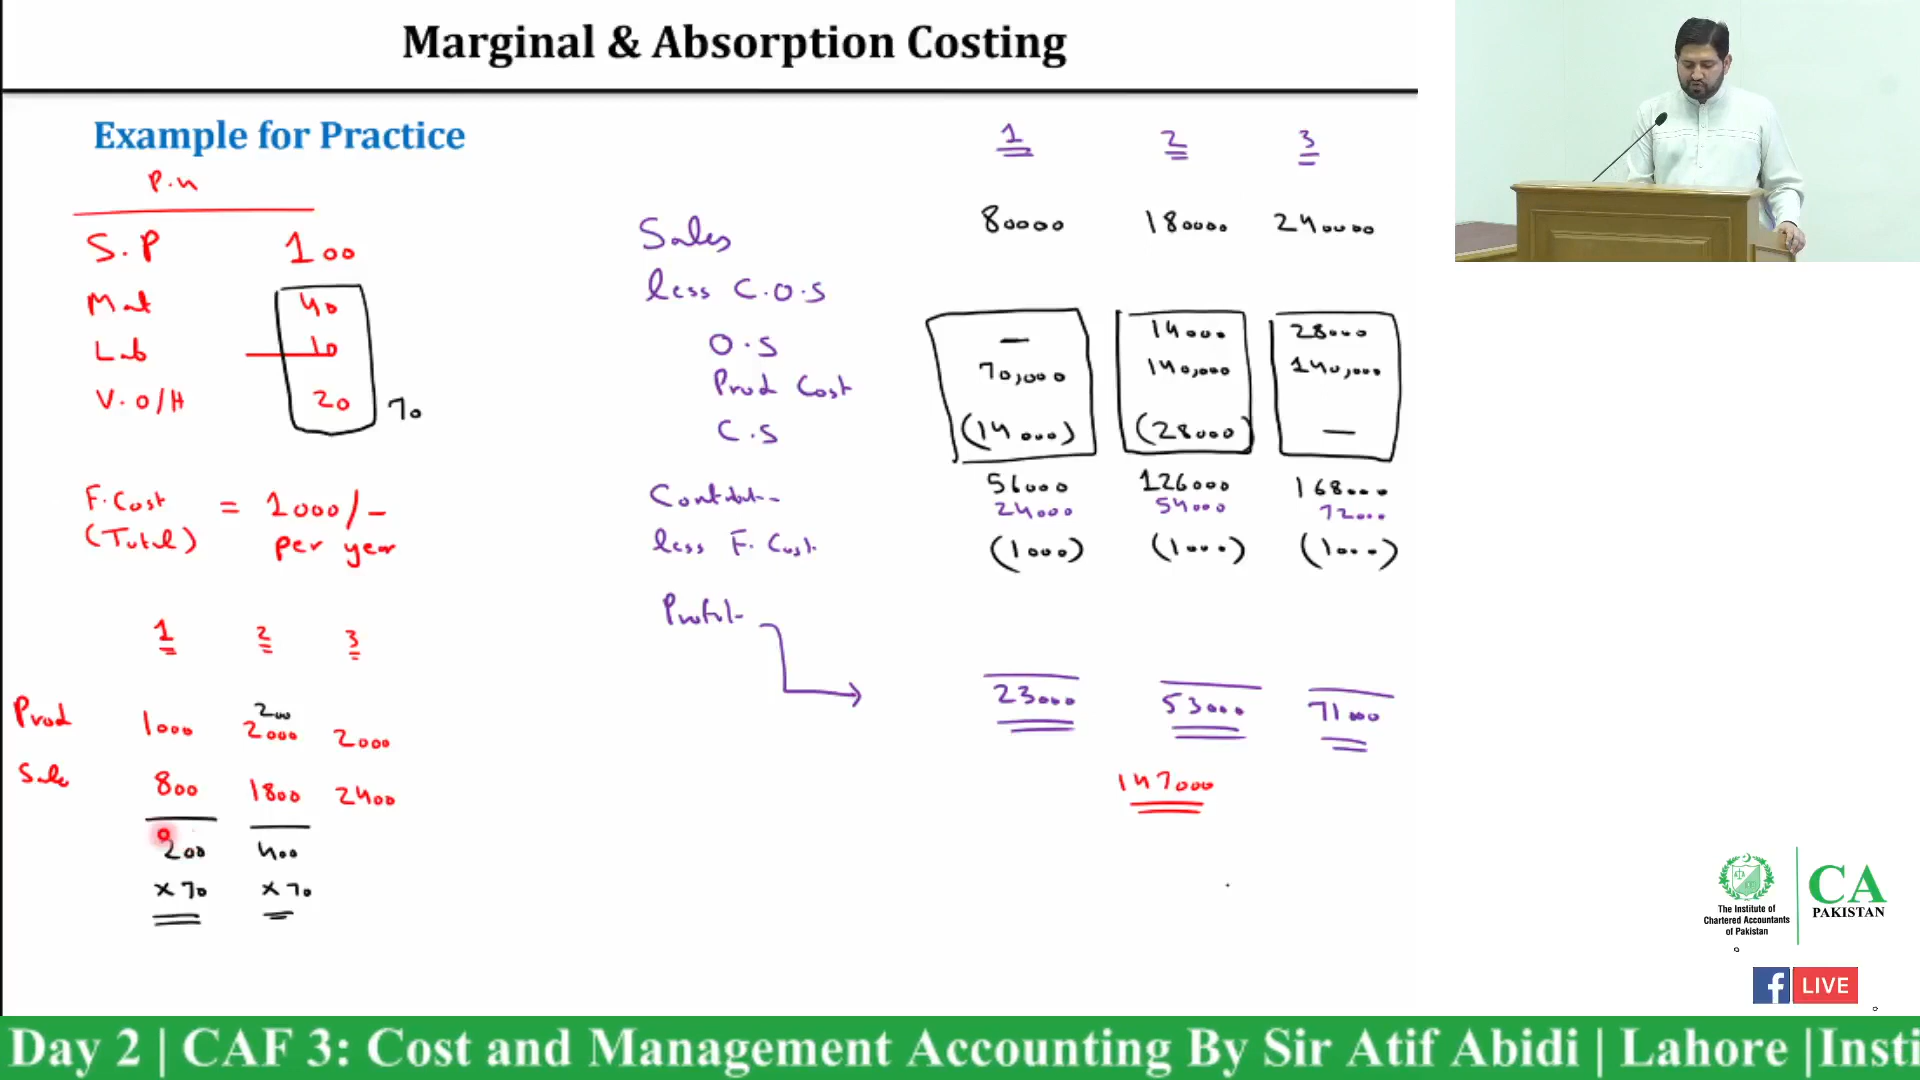 Marginal & Absorption Costing
Example for Practice
P.u
S.P 100
Mat 40
Lab 10
V.O/H 20 70
F.Cost = 1000/-
(Total) per year
1 2 3
200
Prod 1000 2000 2000
Sale 800 1800 2400
200 400
x70 x70
1 2 3
Sales 80000 180000 240000
less C.O.S
O.S — 14000 28000
Prod Cost 70,000 140,000 140,000
C.S (14000) (28000) —
56000 126000 168000
Contribut- 24000 54000 72000
less F. Cost (1000) (1000) (1000)
Profit
23000 53000 71000
147000
The Institute of
Chartered Accountants
of Pakistan
CA
PAKISTAN
f LIVE
Day 2 | CAF 3: Cost and Management Accounting By Sir Atif Abidi | Lahore |Insti